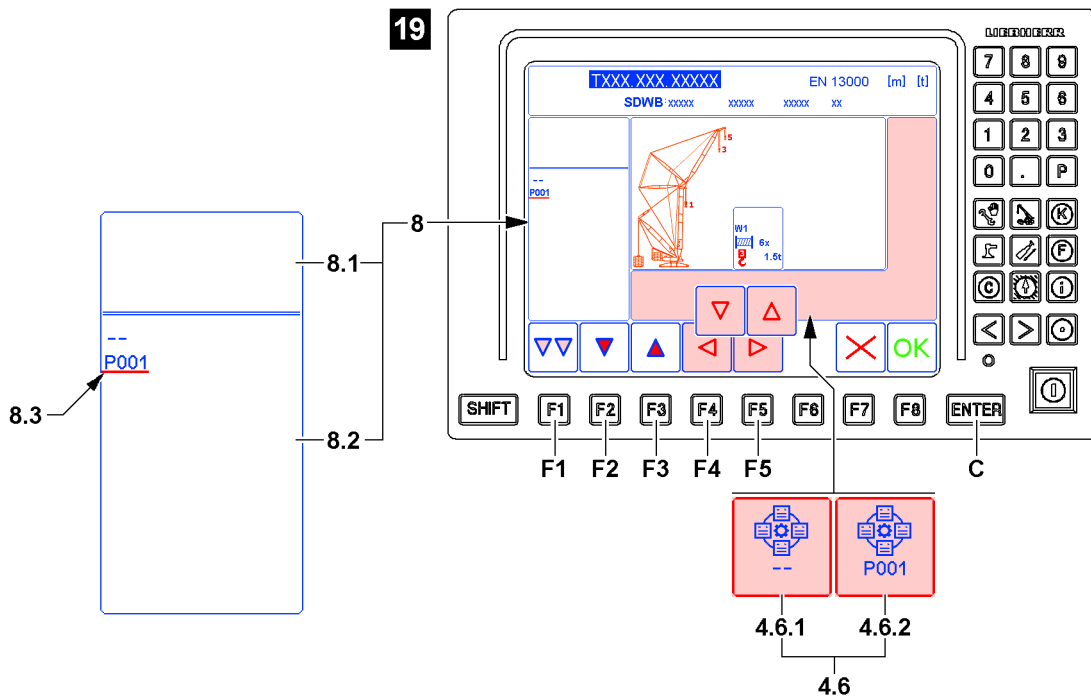 19
LIEBHERR
TXXX.XXX.XXXXX EN 13000 [m] [t]
SDWB xxxxx xxxxx xxxxx xx
--
P001
5
3
1
W1
6x
1.5t
OK
7 8 9
4 5 6
1 2 3
0 . P
K
F
C i
< >
SHIFT F1 F2 F3 F4 F5 F6 F7 F8 ENTER
F1 F2 F3 F4 F5 C
8
8.1
--
P001
8.3
8.2
-- P001
4.6.1 4.6.2
4.6